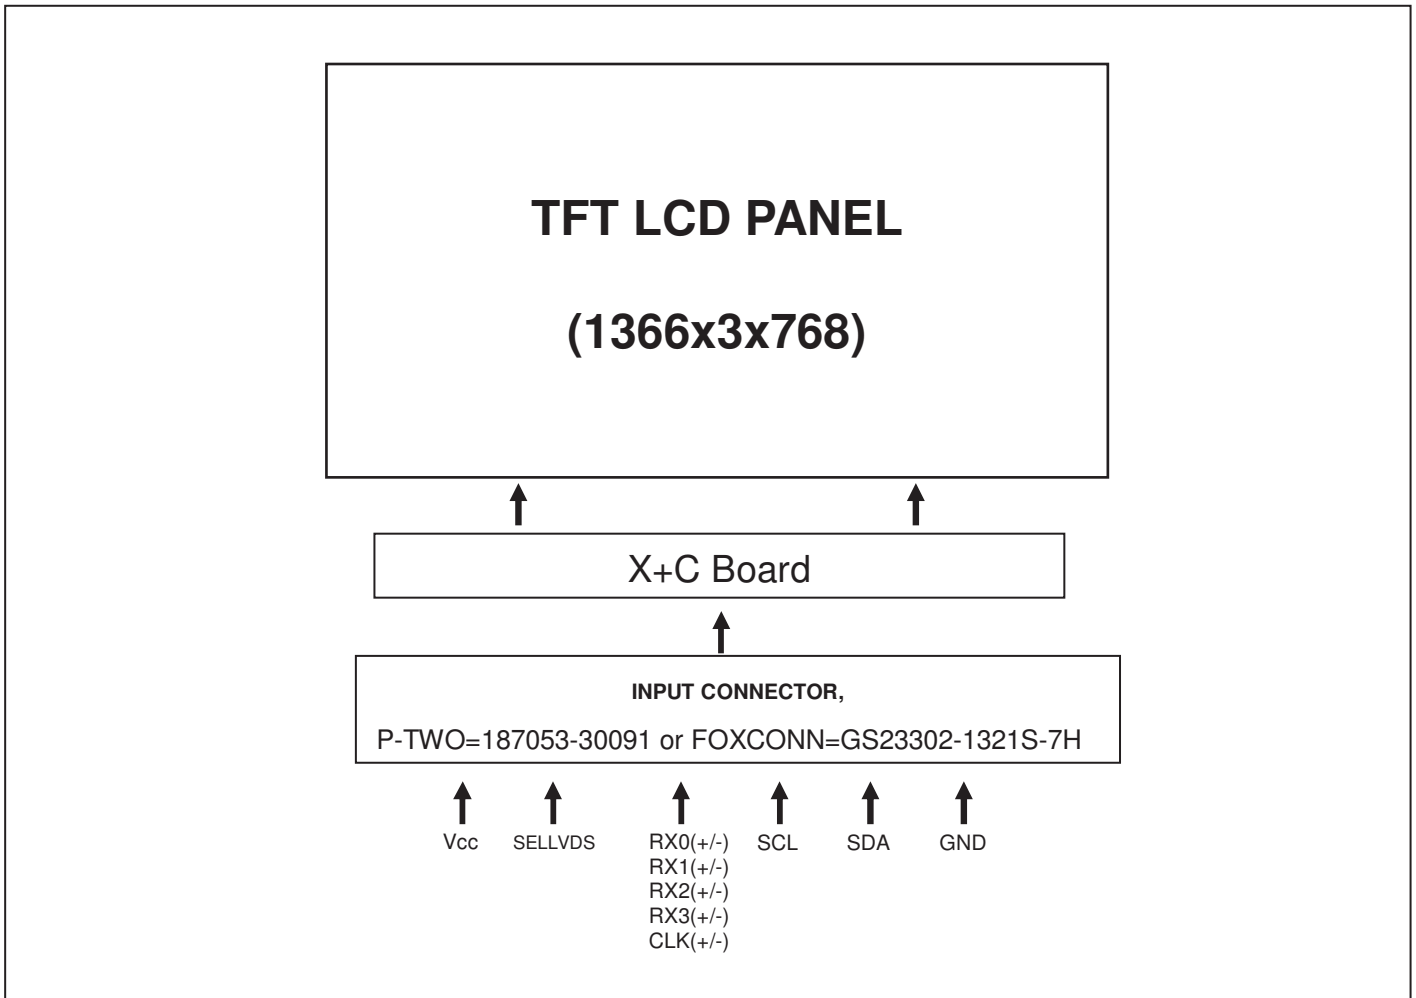 TFT LCD PANEL
(1366x3x768)
X+C Board
INPUT CONNECTOR,
P-TWO=187053-30091 or FOXCONN=GS23302-1321S-7H
Vcc SELLVDS RX0(+/-) SCL SDA GND
RX1(+/-)
RX2(+/-)
RX3(+/-)
CLK(+/-)